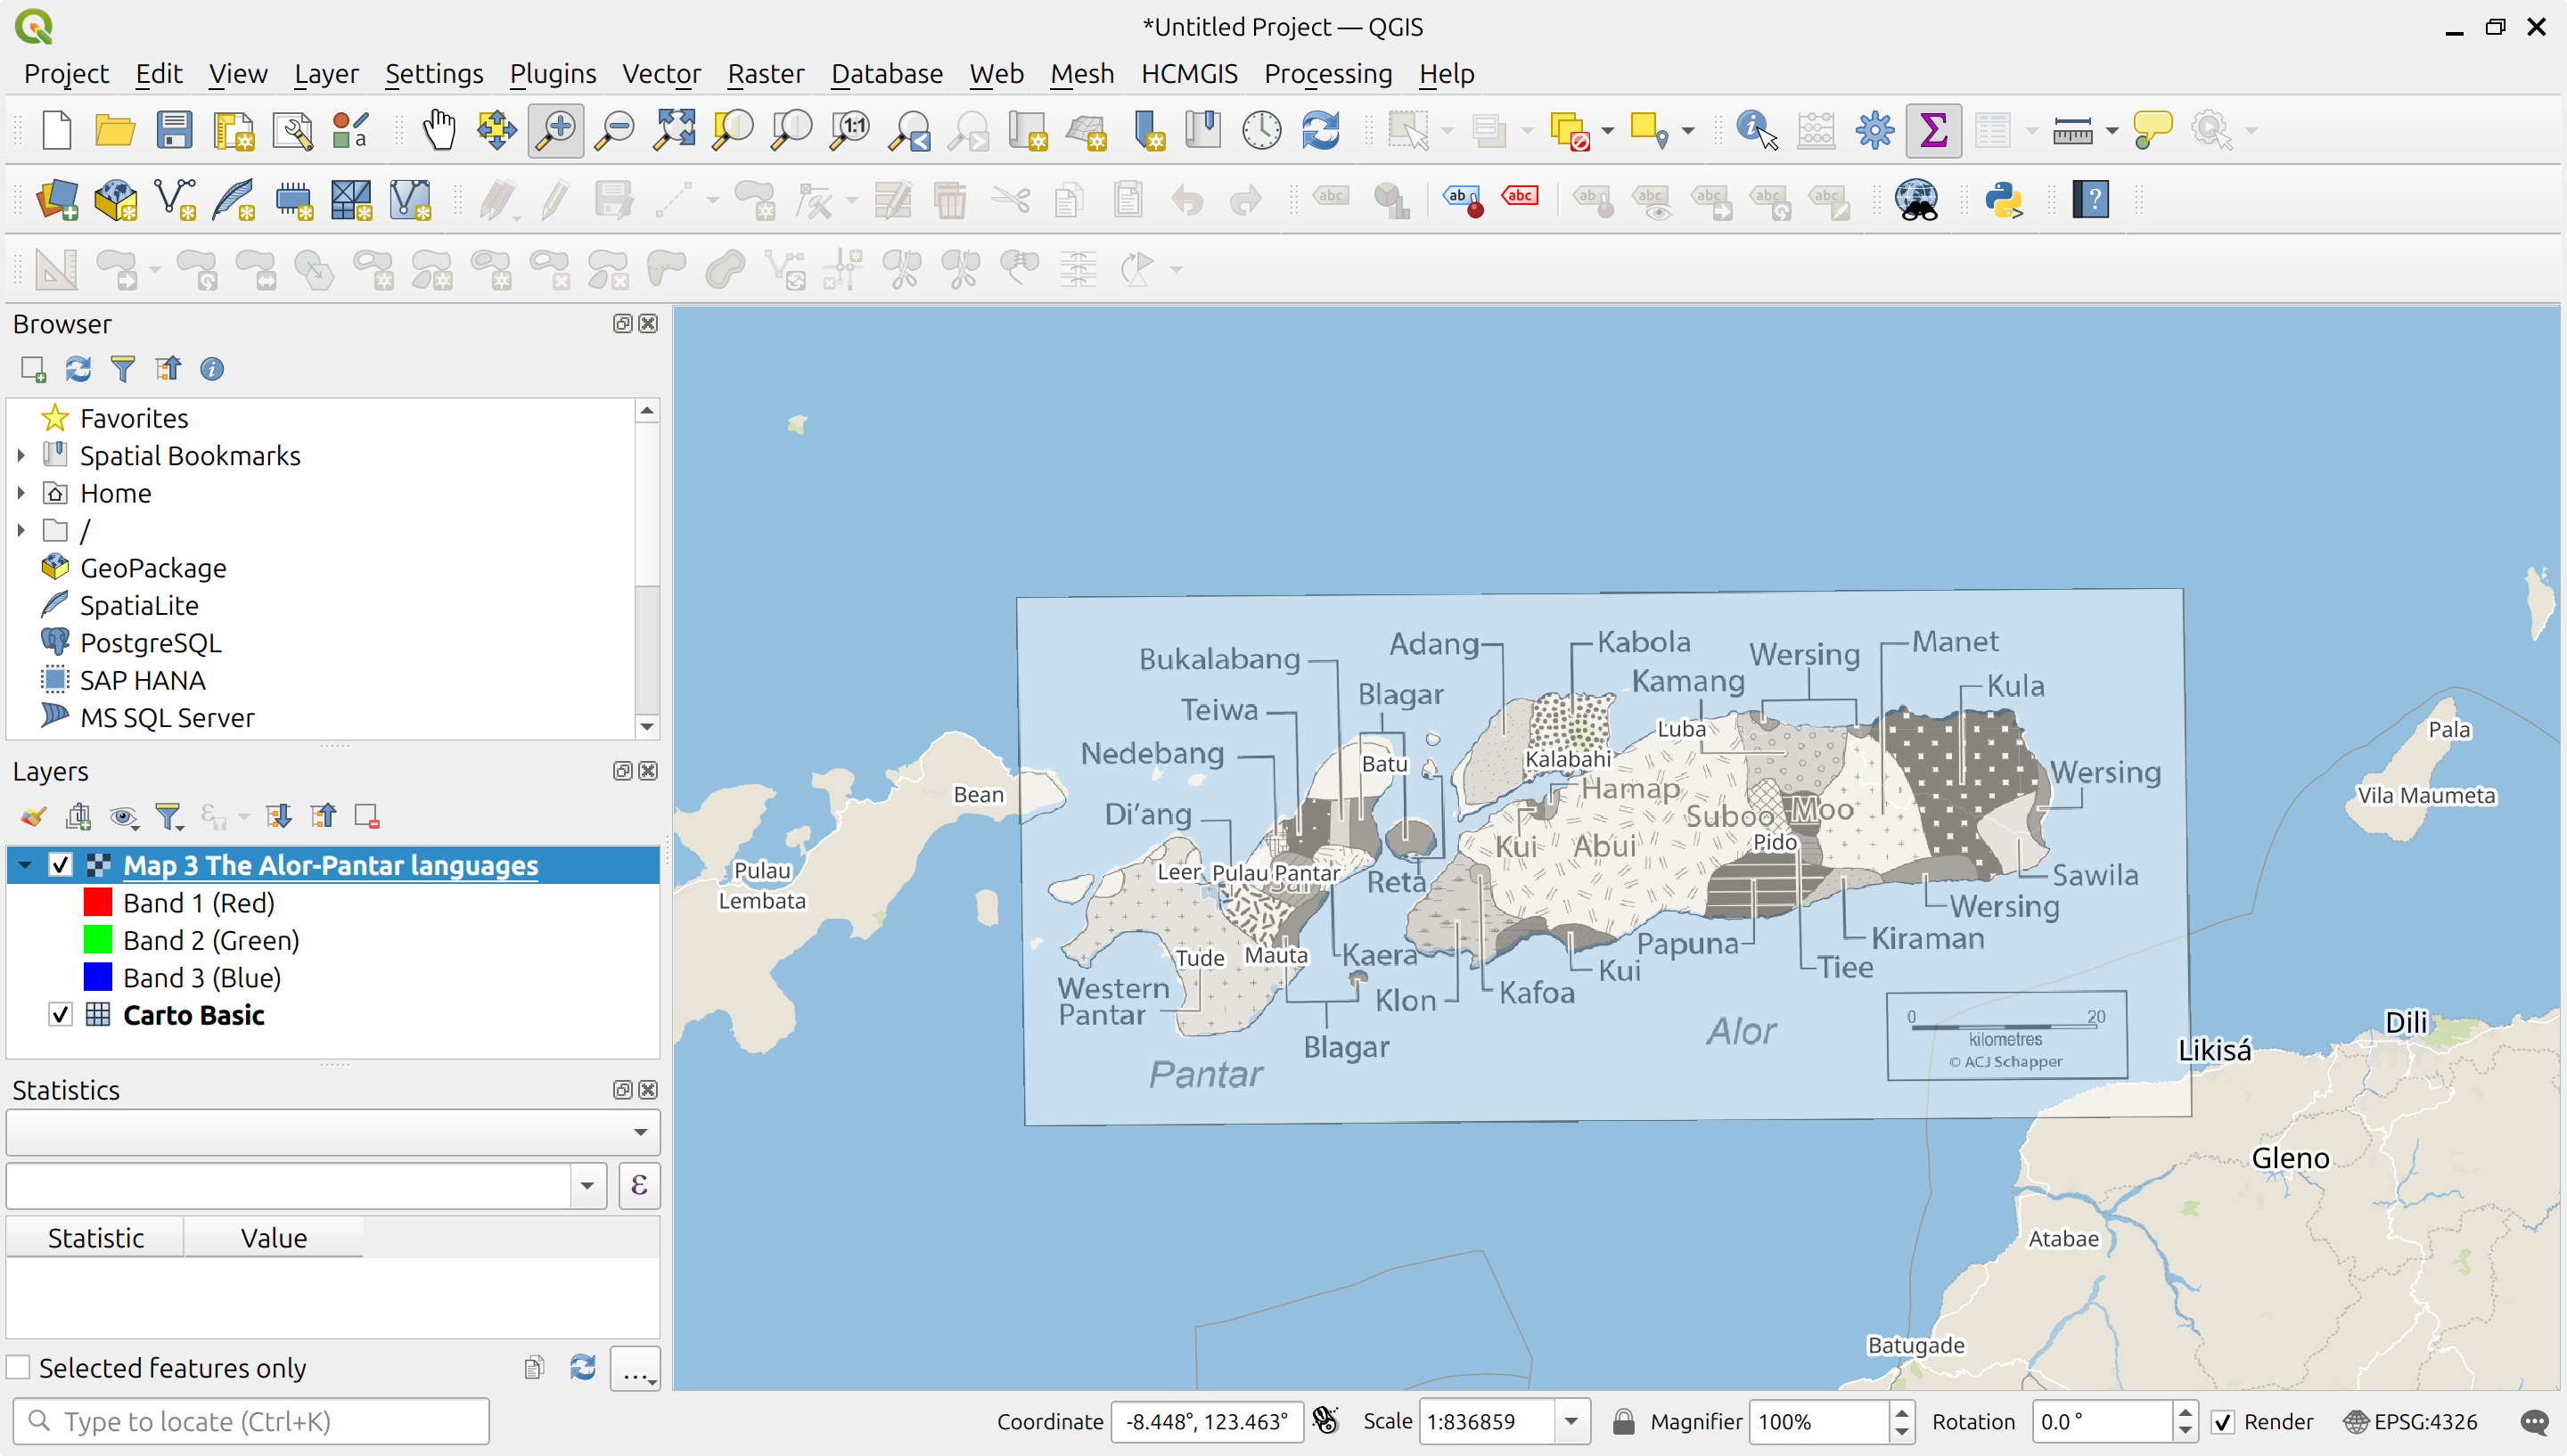 *Untitled Project — QGIS
Project Edit View Layer Settings Plugins Vector Raster Database Web Mesh HCMGIS Processing Help
Browser
Favorites
Spatial Bookmarks
Home
/
GeoPackage
SpatiaLite
PostgreSQL
SAP HANA
MS SQL Server
Layers
Map 3 The Alor-Pantar languages
Band 1 (Red)
Band 2 (Green)
Band 3 (Blue)
Carto Basic
Statistics
ε
Statistic Value
Selected features only
...
Type to locate (Ctrl+K)
Coordinate -8.448°, 123.463° Scale 1:836859 Magnifier 100% Rotation 0.0 ° Render EPSG:4326
Adang
Kabola
Wersing
Manet
Bukalabang
Kamang
Kula
Blagar
Teiwa
Luba
Pala
Nedebang
Batu
Kalabahi
Wersing
Bean
Hamap
Vila Maumeta
Di’ang
Suboo
Moo
Kui
Abui
Pido
Pulau
Lembata
Leer
Pulau Pantar
Reta
Sawila
Wersing
Papuna
Kiraman
Tude
Mauta
Kaera
Kui
Tiee
Western
Pantar
Klon
Kafoa
Alor
0 20
kilometres
© ACJ Schapper
Blagar
Pantar
Dili
Likisá
Gleno
Atabae
Batugade